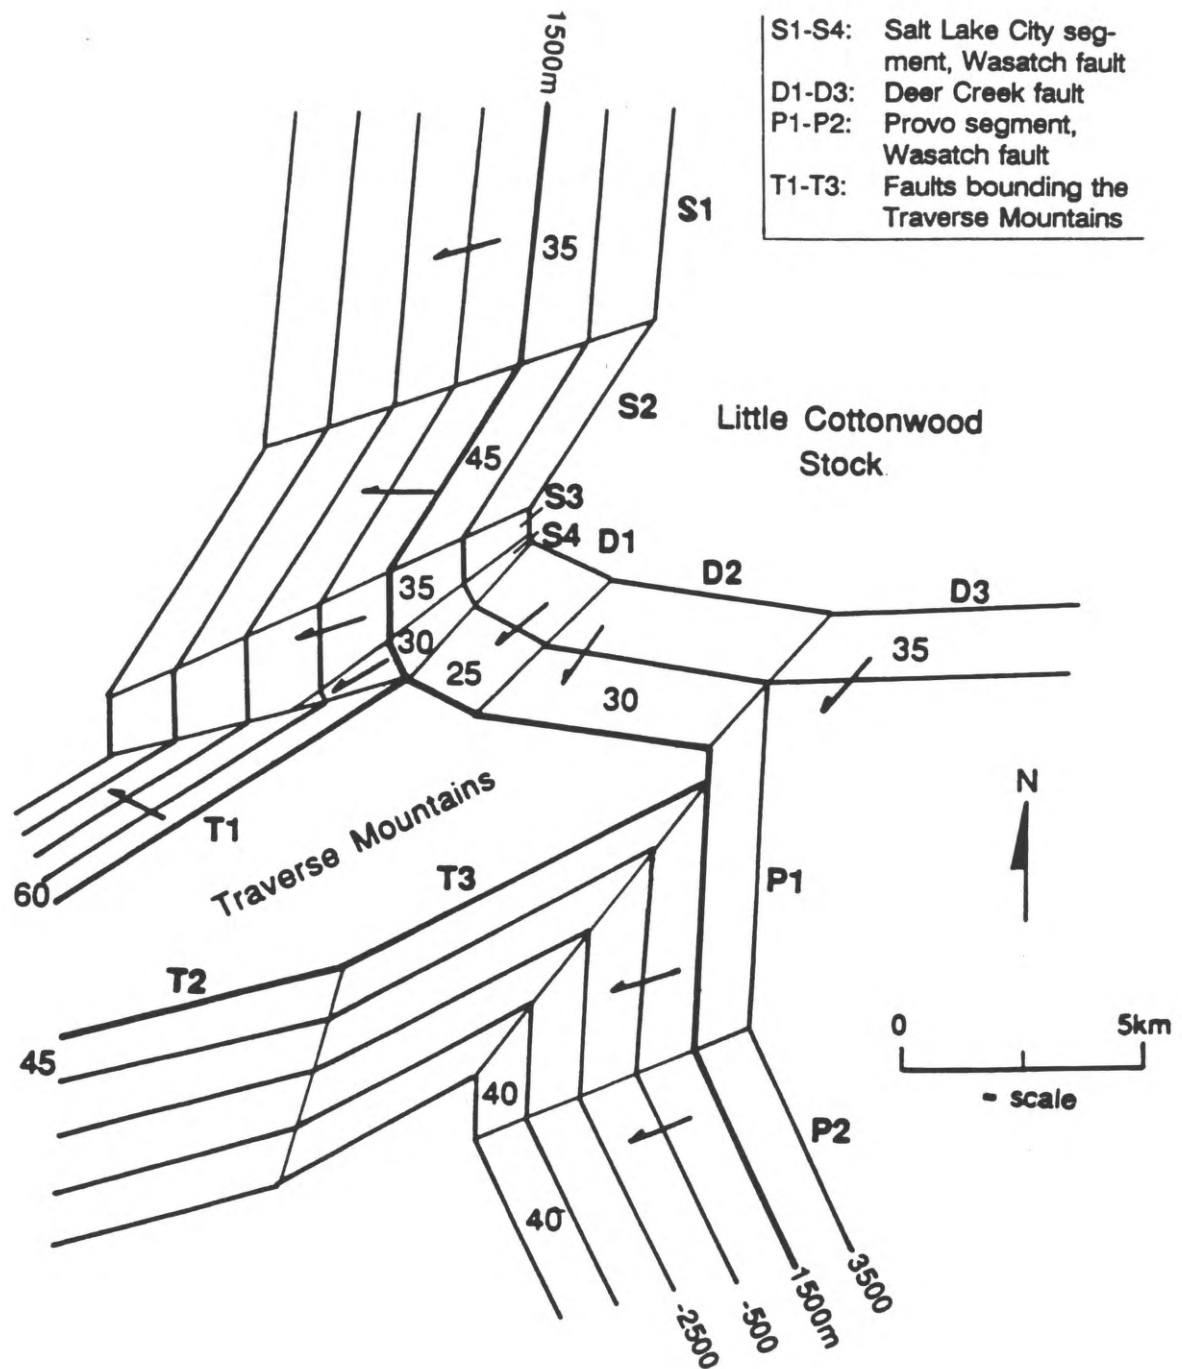 1500m
S1-S4: Salt Lake City seg-
ment, Wasatch fault
D1-D3: Deer Creek fault
P1-P2: Provo segment,
Wasatch fault
T1-T3: Faults bounding the
Traverse Mountains
S1
35
S2
Little Cottonwood
Stock
45
S3
S4
D1
D2
D3
35
30
25
30
35
T1
60
Traverse Mountains
T3
T2
45
P1
N
0 5km
- scale
40
40
P2
-3500
1500m
-500
-2500